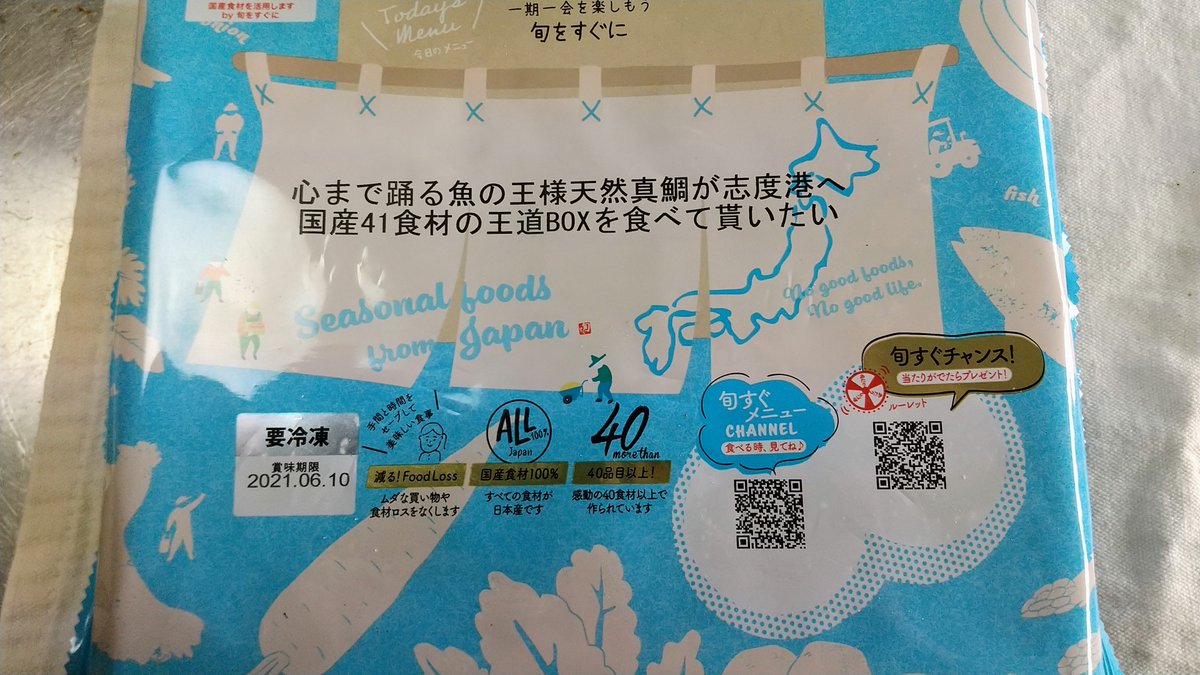 国産食材を活用します
by 旬をすぐに
Today's
Menu
今日のメニュー
一期一会を楽しもう
旬をすぐに
心まで踊る魚の王様天然真鯛が志度港へ
国産41食材の王道BOXを食べて貰いたい
fish
Seasonal foods
from Japan
旬
No good foods,
No good life.
旬すぐチャンス!
当たりがでたらプレゼント!
ルーレット
旬すぐ
メニュー
CHANNEL
食べる時、見てね♪
要冷凍
賞味期限
2021.06.10
手間と時間を
セーブして
美味しい食卓
減る! Food Loss
ムダな買い物や
食材ロスをなくします
ALL
100%
Japan
国産食材100%
すべての食材が
日本産です
40
more than
40品目以上!
感動の40食材以上で
作られています